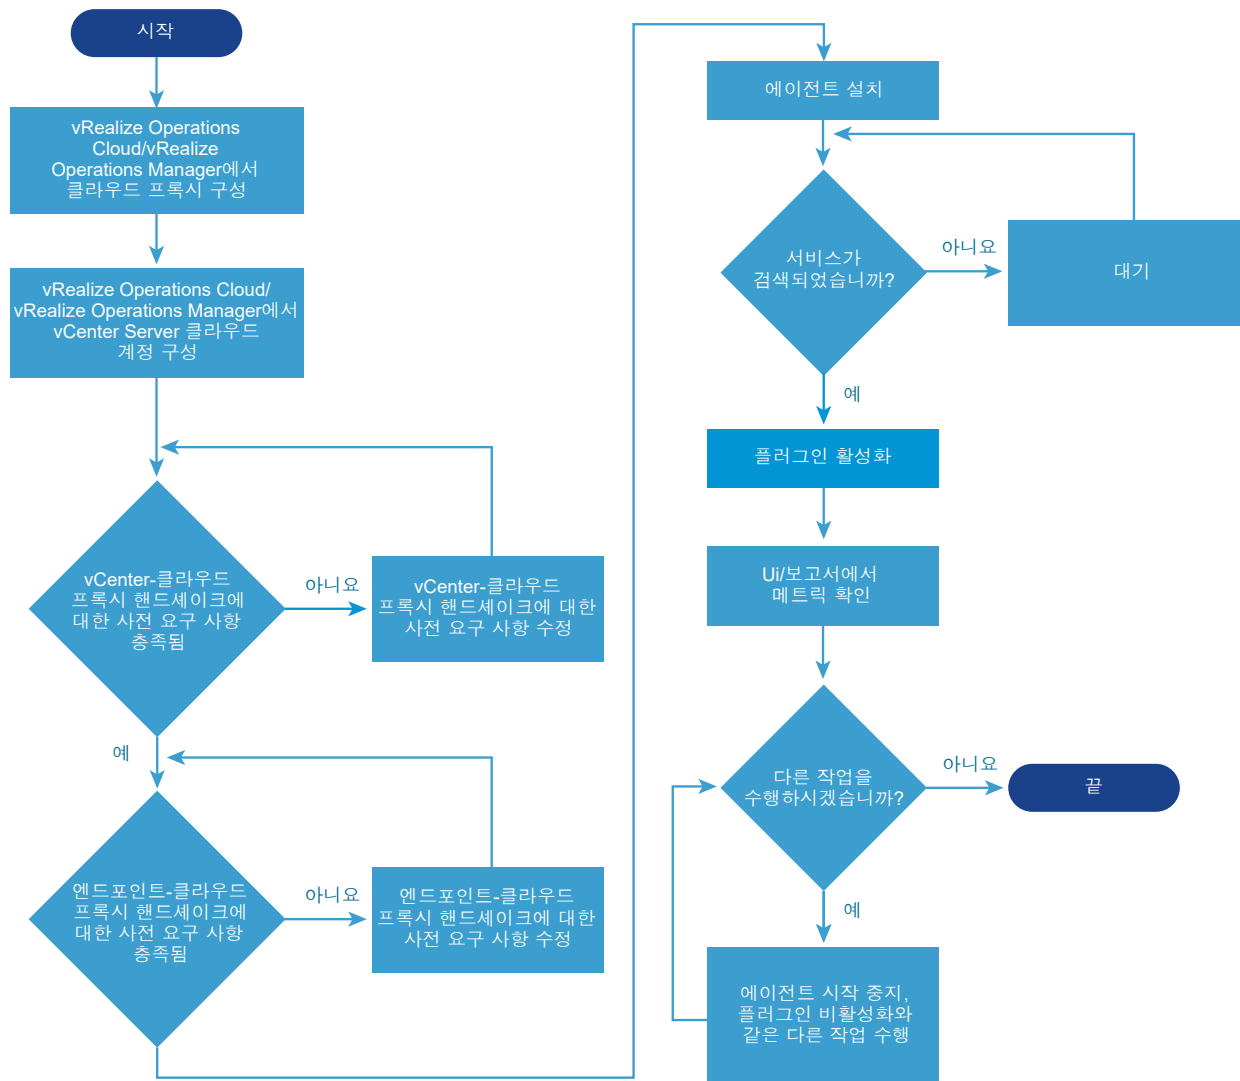 시작
vRealize Operations
Cloud/vRealize
Operations Manager에서
클라우드 프록시 구성
vRealize Operations Cloud/
vRealize Operations Manager에서
vCenter Server 클라우드
계정 구성
vCenter-클라우드
프록시 핸드셰이크에
대한 사전 요구 사항
충족됨
아니요
vCenter-클라우드
프록시 핸드셰이크에 대한
사전 요구 사항 수정
예
엔드포인트-클라우드
프록시 핸드셰이크에
대한 사전 요구 사항
충족됨
아니요
엔드포인트-클라우드
프록시 핸드셰이크에 대한
사전 요구 사항 수정
에이전트 설치
서비스가
검색되었습니까?
아니요
대기
예
플러그인 활성화
Ui/보고서에서
메트릭 확인
다른 작업을
수행하시겠습니까?
아니요
끝
예
에이전트 시작 중지,
플러그인 비활성화와
같은 다른 작업 수행